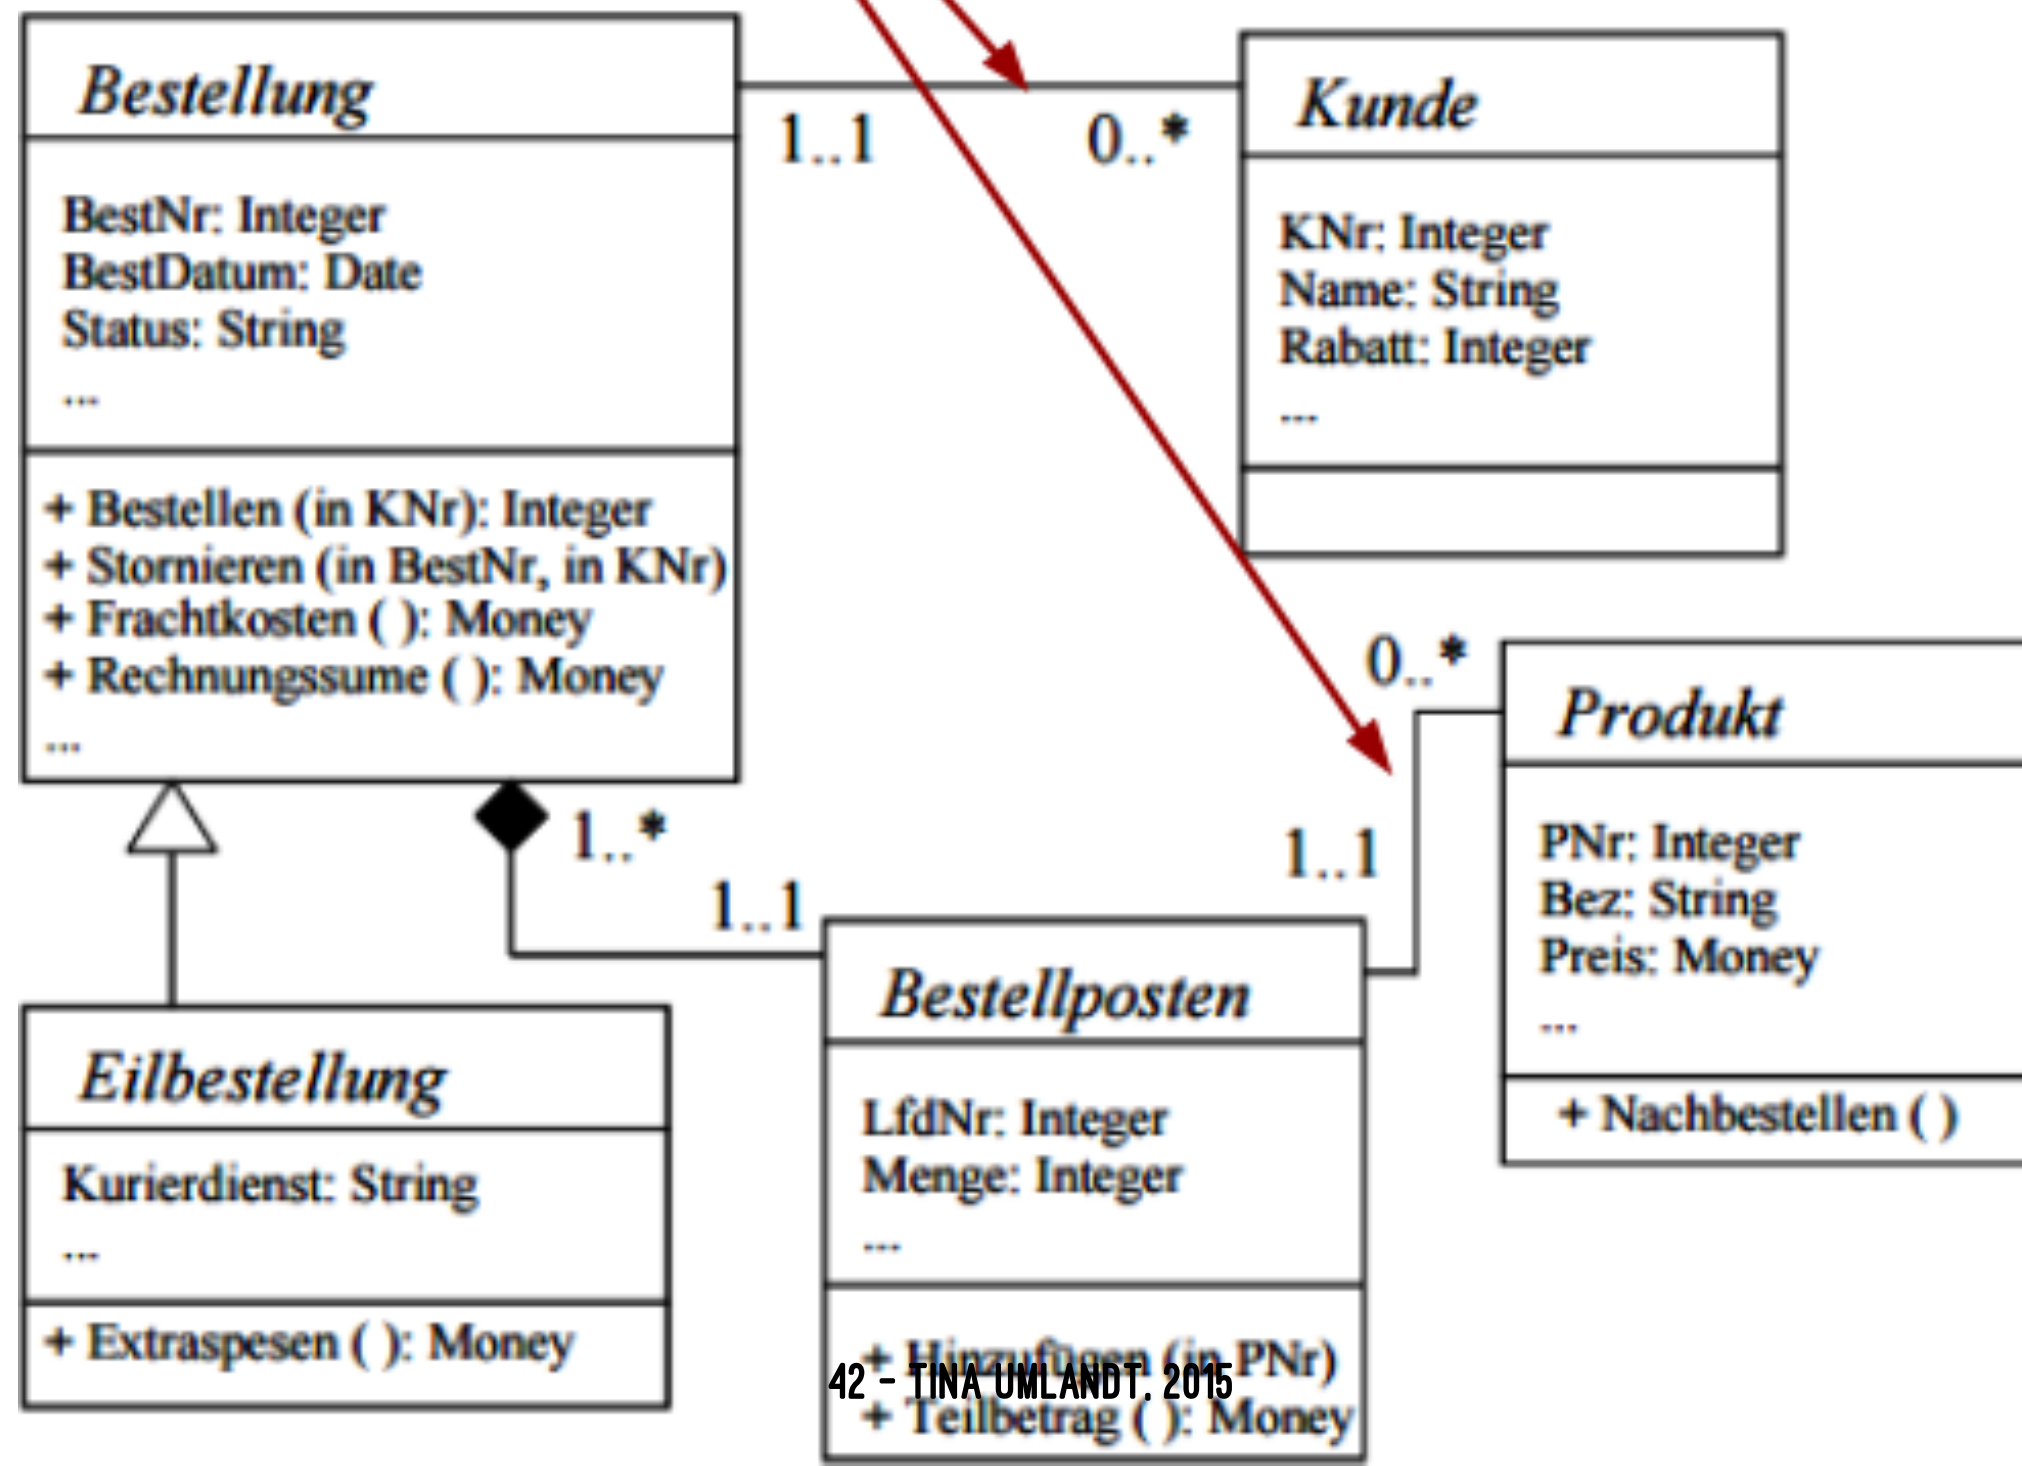 Bestellung
BestNr: Integer
BestDatum: Date
Status: String
...
+ Bestellen (in KNr): Integer
+ Stornieren (in BestNr, in KNr)
+ Frachtkosten ( ): Money
+ Rechnungssume ( ): Money
...
1..1
0..*
Kunde
KNr: Integer
Name: String
Rabatt: Integer
...
1..*
1..1
0..*
1..1
Produkt
PNr: Integer
Bez: String
Preis: Money
...
+ Nachbestellen ( )
Eilbestellung
Kurierdienst: String
...
+ Extraspesen ( ): Money
Bestellposten
LfdNr: Integer
Menge: Integer
...
+ Hinzufügen (in PNr)
42 - TINA UMLANDT, 2015
+ Teilbetrag ( ): Money